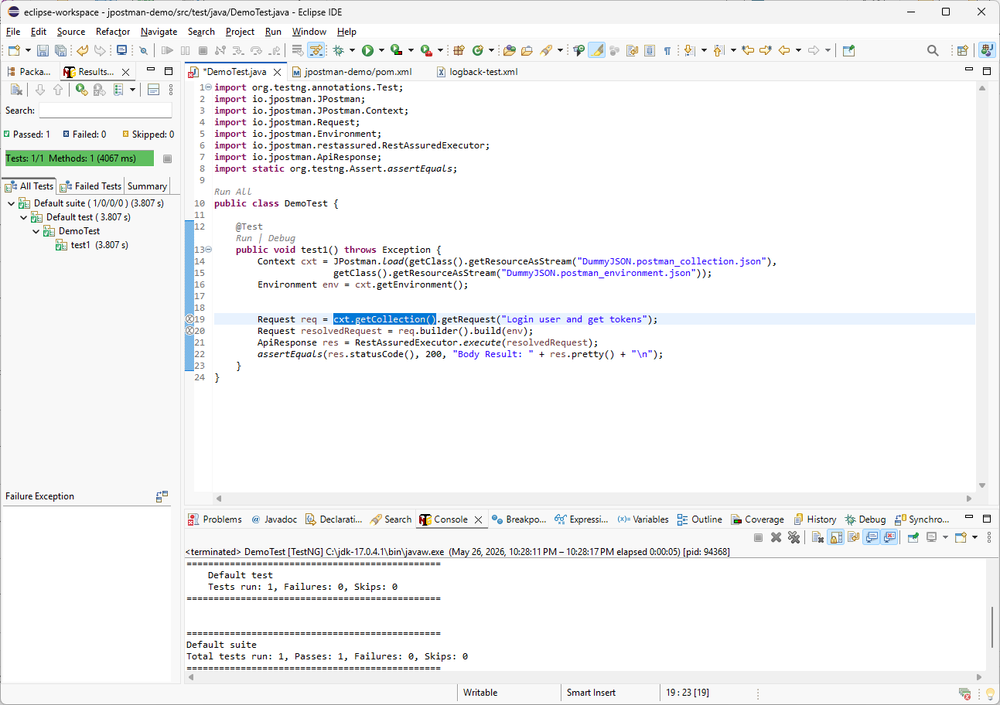 eclipse-workspace - jpostman-demo/src/test/java/DemoTest.java - Eclipse IDE
File Edit Source Refactor Navigate Search Project Run Window Help
Packa... Results...
*DemoTest.java jpostman-demo/pom.xml logback-test.xml
Search:
Passed: 1 Failed: 0 Skipped: 0
Tests: 1/1 Methods: 1 (4067 ms)
All Tests Failed Tests Summary
Default suite ( 1/0/0/0 ) (3.807 s)
Default test ( 3.807 s)
DemoTest
test1 (3.807 s)
Failure Exception
1 import org.testng.annotations.Test;
2 import io.jpostman.JPostman;
3 import io.jpostman.JPostman.Context;
4 import io.jpostman.Request;
5 import io.jpostman.Environment;
6 import io.jpostman.restassured.RestAssuredExecutor;
7 import io.jpostman.ApiResponse;
8 import static org.testng.Assert.assertEquals;
9
Run All
10 public class DemoTest {
11
12 @Test
Run | Debug
13 public void test1() throws Exception {
14 Context cxt = JPostman.load(getClass().getResourceAsStream("DummyJSON.postman_collection.json"),
15 getClass().getResourceAsStream("DummyJSON.postman_environment.json"));
16 Environment env = cxt.getEnvironment();
17
18
19 Request req = cxt.getCollection().getRequest("Login user and get tokens");
20 Request resolvedRequest = req.builder().build(env);
21 ApiResponse res = RestAssuredExecutor.execute(resolvedRequest);
22 assertEquals(res.statusCode(), 200, "Body Result: " + res.pretty() + "\n");
23 }
24 }
Problems Javadoc Declarati... Search Console Breakpo... Expressi... Variables Outline Coverage History Debug Synchro...
<terminated> DemoTest [TestNG] C:\jdk-17.0.4.1\bin\javaw.exe (May 26, 2026, 10:28:11 PM – 10:28:17 PM elapsed 0:00:05) [pid: 94368]
===============================================
Default test
Tests run: 1, Failures: 0, Skips: 0
===============================================
===============================================
Default suite
Total tests run: 1, Passes: 1, Failures: 0, Skips: 0
===============================================
Writable Smart Insert 19 : 23 [19]